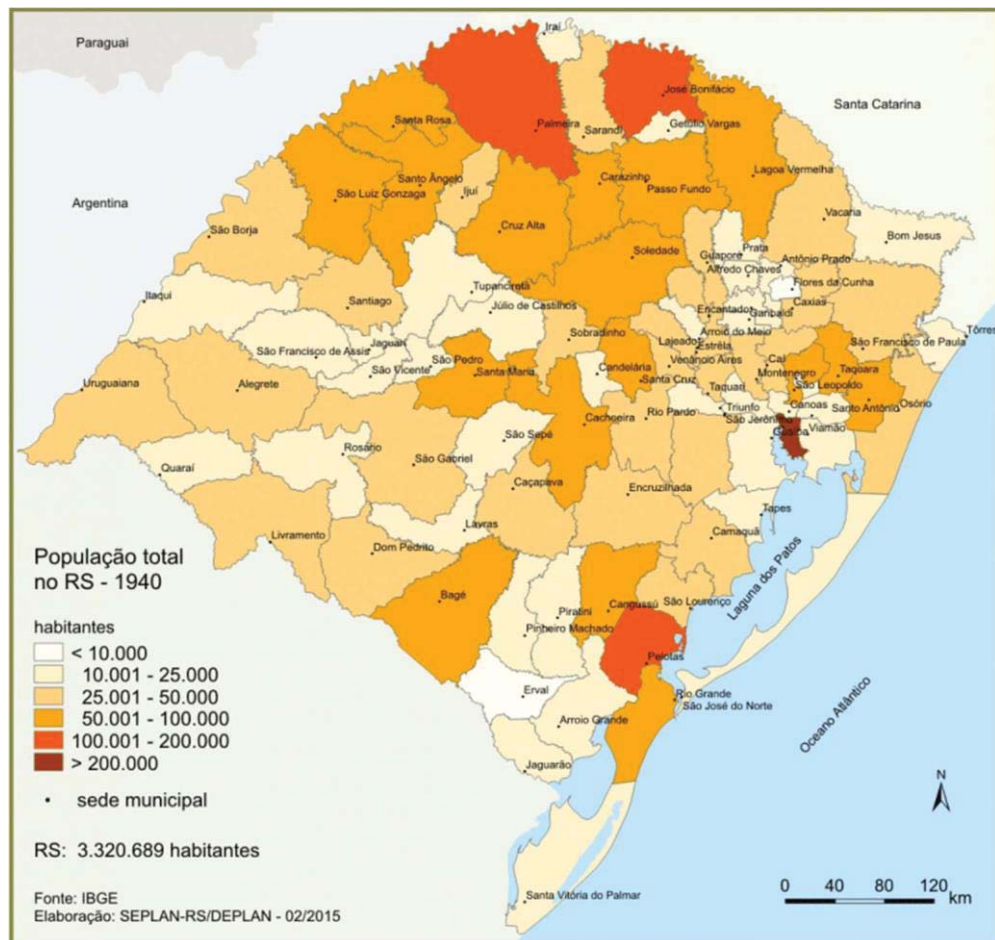 Paraguai
Iraí
José Bonifácio
Santa Catarina
Santa Rosa
Palmeira
Sarandi
Getúlio Vargas
Argentina
Santo Ângelo
São Luiz Gonzaga
Ijuí
Carazinho
Passo Fundo
Lagoa Vermelha
Vacaria
Bom Jesus
São Borja
Cruz Alta
Soledade
Guaporé
Prata
Alfredo Chaves
Antônio Prado
Flores da Cunha
Itaqui
Santiago
Tupanciretã
Júlio de Castilhos
Encantado
Garibaldi
Caxias
Sobradinho
Arroio do Meio
Lajeado
Estrêla
São Francisco de Paula
Tôrres
São Francisco de Assis
Jaguari
São Vicente
São Pedro
Santa Maria
Candelária
Venâncio Aires
Santa Cruz
Caí
Montenegro
Taquara
São Leopoldo
Uruguaiana
Alegrete
Cachoeira
Rio Pardo
Taquari
Triunfo
São Jerônimo
Canoas
Santo Antônio
Osório
Guaíba
Viamão
Rosário
São Sepé
Quaraí
São Gabriel
Caçapava
Encruzilhada
Tapes
Livramento
Lavras
Dom Pedrito
Camaquã
Laguna dos Patos
Bagé
Piratini
Pinheiro Machado
Cangussú
São Lourenço
Pelotas
Erval
Rio Grande
São José do Norte
Arroio Grande
Jaguarão
Oceano Atlântico
Santa Vitória do Palmar
População total
no RS - 1940
habitantes
< 10.000
10.001 - 25.000
25.001 - 50.000
50.001 - 100.000
100.001 - 200.000
> 200.000
sede municipal
RS: 3.320.689 habitantes
Fonte: IBGE
Elaboração: SEPLAN-RS/DEPLAN - 02/2015
N
0 40 80 120
km